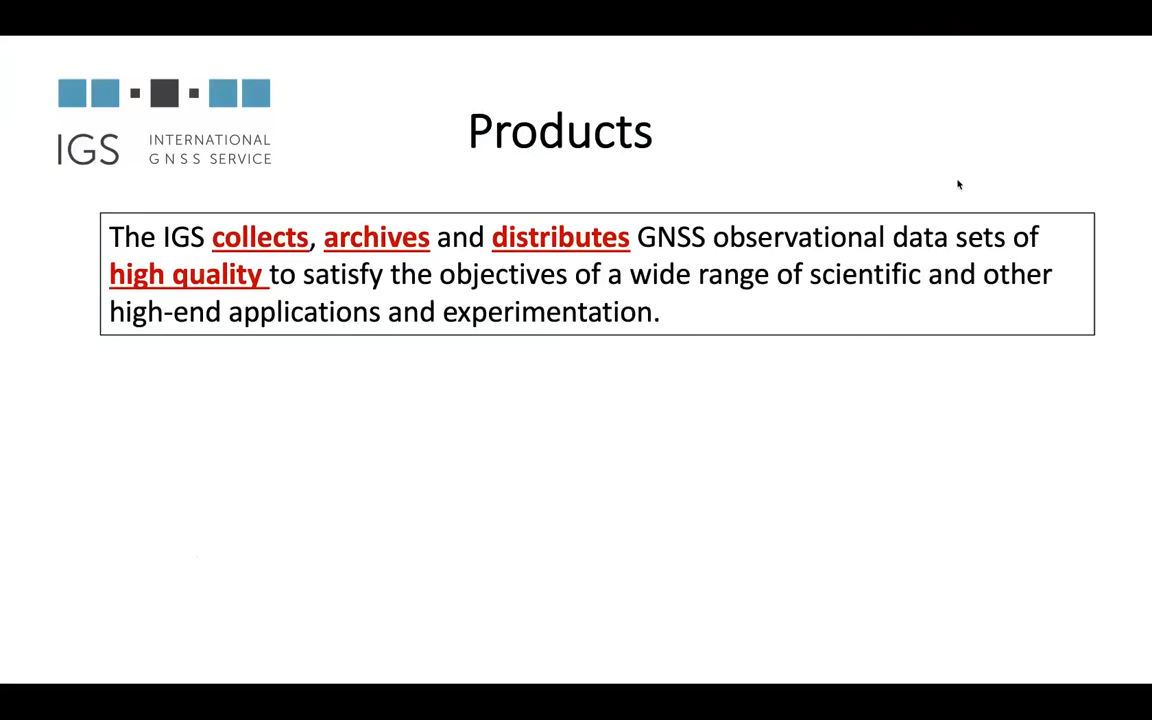 Products
IGS
INTERNATIONAL
GNSS SERVICE
The IGS collects, archives and distributes GNSS observational data sets of
high quality to satisfy the objectives of a wide range of scientific and other
high-end applications and experimentation.